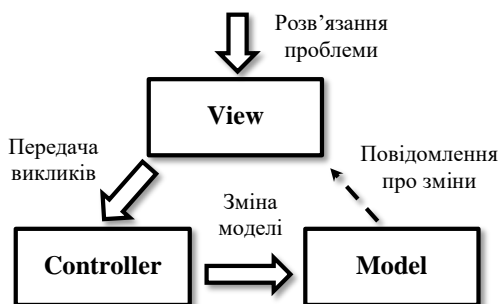 Розв’язання
проблеми
View
Передача
викликів
Повідомлення
про зміни
Зміна
моделі
Controller
Model